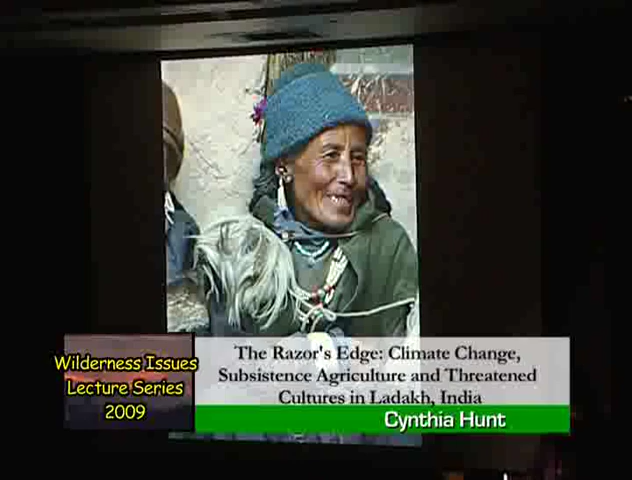 Wilderness Issues
Lecture Series
2009
The Razor's Edge: Climate Change,
Subsistence Agriculture and Threatened
Cultures in Ladakh, India
Cynthia Hunt